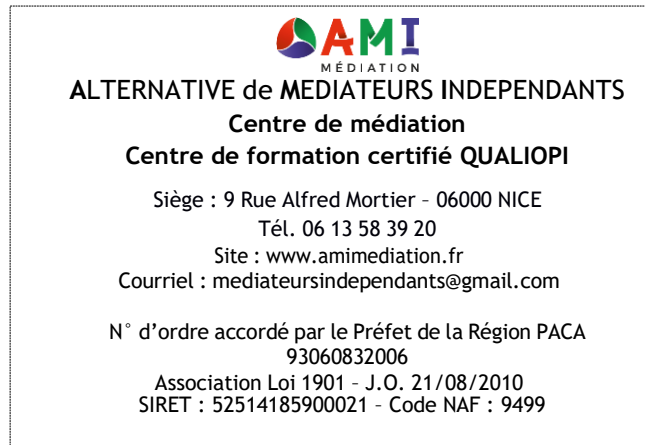 AMI
MÉDIATION
ALTERNATIVE de MEDIATEURS INDEPENDANTS
Centre de médiation
Centre de formation certifié QUALIOPI
Siège : 9 Rue Alfred Mortier – 06000 NICE
Tél. 06 13 58 39 20
Site : www.amimediation.fr
Courriel : mediateursindependants@gmail.com
N° d’ordre accordé par le Préfet de la Région PACA
93060832006
Association Loi 1901 – J.O. 21/08/2010
SIRET : 52514185900021 – Code NAF : 9499